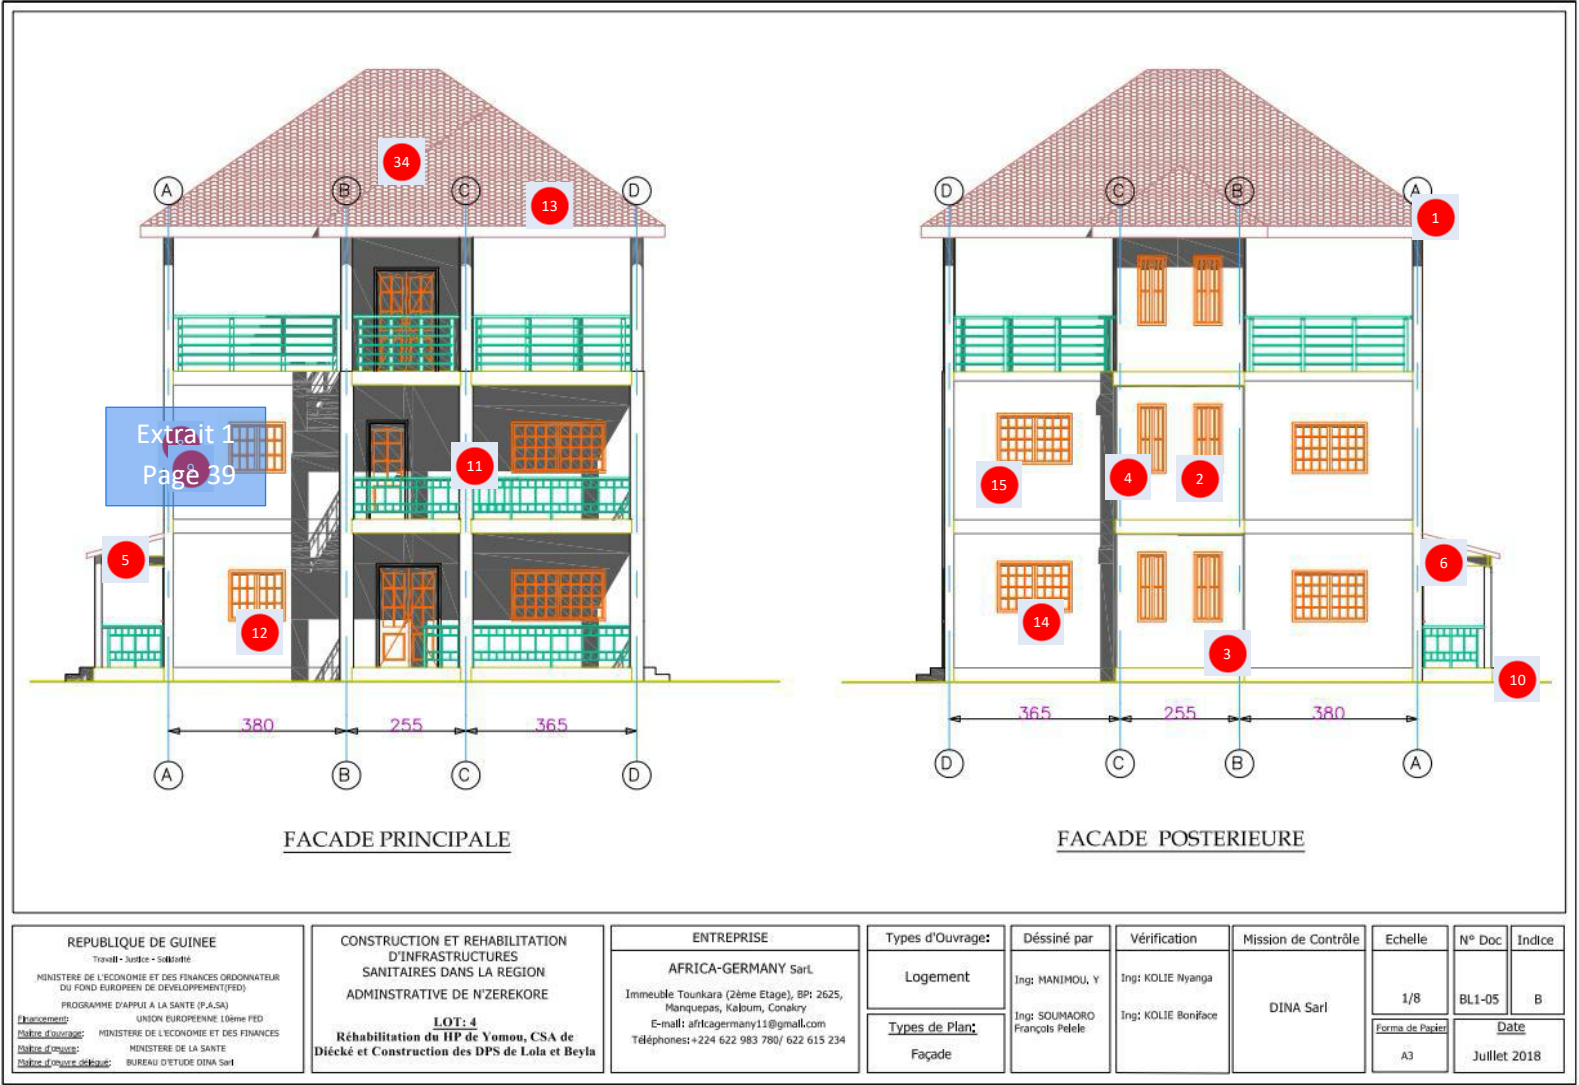 34
13
A
B
C
D
D
C
B
A
1
Extrait 1
9
Page 39
11
15
4
2
5
6
12
14
3
10
380
255
365
365
255
380
A
B
C
D
D
C
B
A
FACADE PRINCIPALE
FACADE POSTERIEURE
REPUBLIQUE DE GUINEE
Travail - Justice - Solidarité
MINISTERE DE L'ECONOMIE ET DES FINANCES ORDONNATEUR
DU FOND EUROPEEN DE DEVELOPPEMENT(FED)
PROGRAMME D'APPUI A LA SANTE (P.A.SA)
Financement: UNION EUROPEENNE 10ème FED
Maître d'ouvrage: MINISTERE DE L'ECONOMIE ET DES FINANCES
Maître d'œuvre: MINISTERE DE LA SANTE
Maître d'œuvre délégué: BUREAU D'ETUDE DINA Sarl
CONSTRUCTION ET REHABILITATION
D'INFRASTRUCTURES
SANITAIRES DANS LA REGION
ADMINSTRATIVE DE N'ZEREKORE
LOT: 4
Réhabilitation du HP de Yomou, CSA de
Diécké et Construction des DPS de Lola et Beyla
ENTREPRISE
AFRICA-GERMANY SarL
Immeuble Tounkara (2ème Etage), BP: 2625,
Manquepas, Kaloum, Conakry
E-mail: africagermany11@gmail.com
Téléphones:+224 622 983 780/ 622 615 234
Types d'Ouvrage:
Logement
Types de Plan:
Façade
Déssiné par
Ing: MANIMOU, Y
Ing: SOUMAORO
François Pelele
Vérification
Ing: KOLIE Nyanga
Ing: KOLIE Boniface
Mission de Contrôle
DINA Sarl
Echelle
1/8
Forma de Papier
A3
N° Doc
BL1-05
Indice
B
Date
Juillet 2018